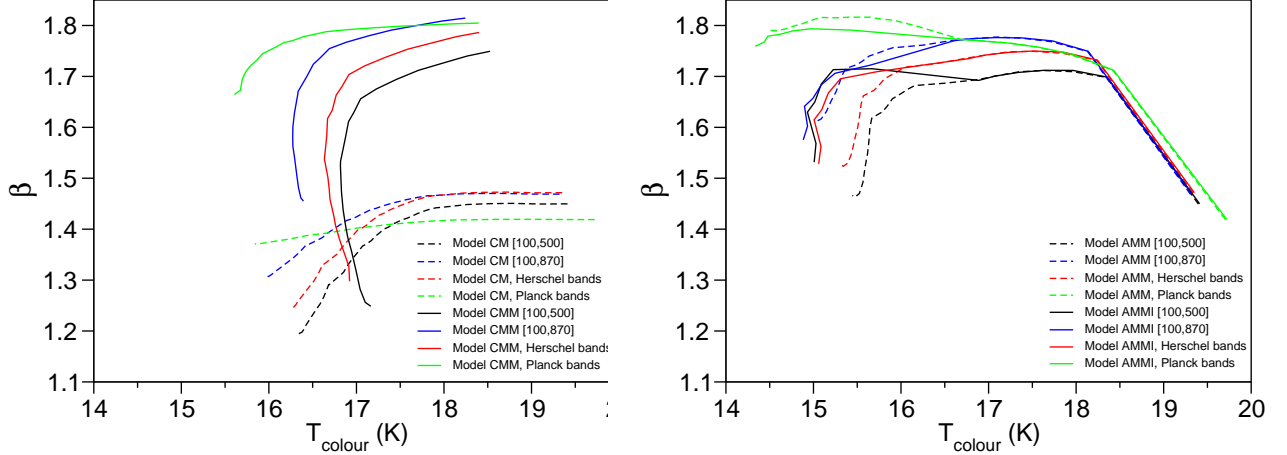 1.8
1.7
1.6
1.5
1.4
1.3
1.2
1.1
β
14 15 16 17 18 19
T_colour (K)
Model CM [100,500]
Model CM [100,870]
Model CM, Herschel bands
Model CM, Planck bands
Model CMM [100,500]
Model CMM [100,870]
Model CMM, Herschel bands
Model CMM, Planck bands
1.8
1.7
1.6
1.5
1.4
1.3
1.2
1.1
β
14 15 16 17 18 19 20
T_colour (K)
Model AMM [100,500]
Model AMM [100,870]
Model AMM, Herschel bands
Model AMM, Planck bands
Model AMMI [100,500]
Model AMMI [100,870]
Model AMMI, Herschel bands
Model AMMI, Planck bands